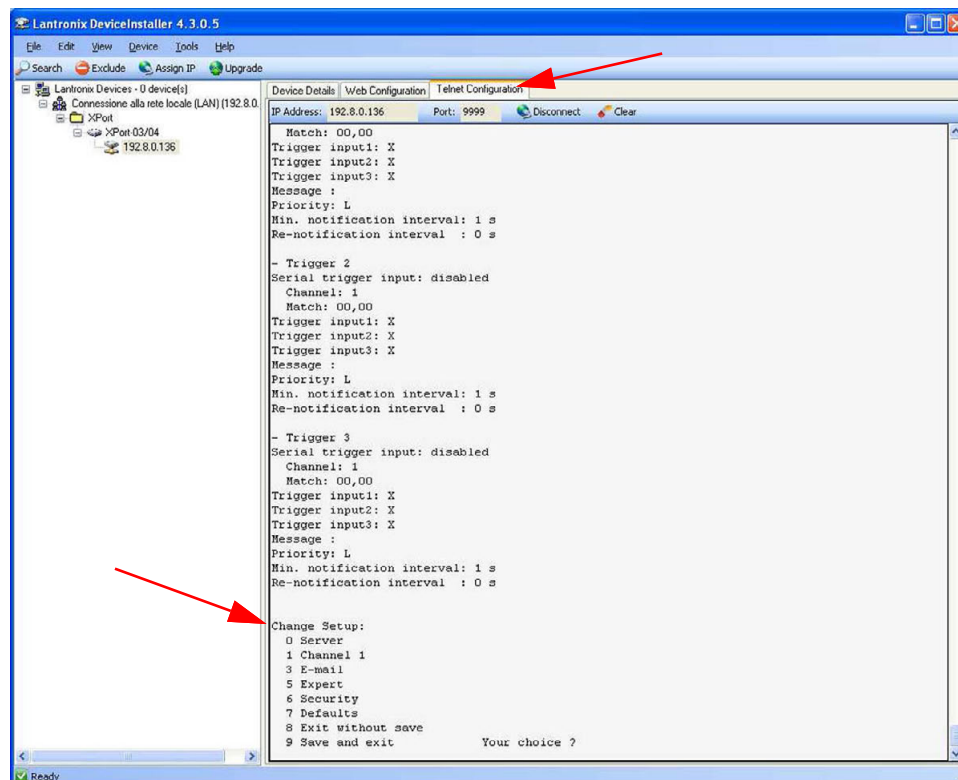 Lantronix DeviceInstaller 4.3.0.5
File Edit View Device Tools Help
Search Exclude Assign IP Upgrade
Lantronix Devices - 0 device(s)
Connessione alla rete locale (LAN) (192.8.0.
XPort
XPort-03/04
192.8.0.136
Device Details Web Configuration Telnet Configuration
IP Address: 192.8.0.136 Port: 9999 Disconnect Clear
Match: 00,00
Trigger input1: X
Trigger input2: X
Trigger input3: X
Message :
Priority: L
Min. notification interval: 1 s
Re-notification interval : 0 s
- Trigger 2
Serial trigger input: disabled
Channel: 1
Match: 00,00
Trigger input1: X
Trigger input2: X
Trigger input3: X
Message :
Priority: L
Min. notification interval: 1 s
Re-notification interval : 0 s
- Trigger 3
Serial trigger input: disabled
Channel: 1
Match: 00,00
Trigger input1: X
Trigger input2: X
Trigger input3: X
Message :
Priority: L
Min. notification interval: 1 s
Re-notification interval : 0 s
Change Setup:
0 Server
1 Channel 1
3 E-mail
5 Expert
6 Security
7 Defaults
8 Exit without save
9 Save and exit Your choice ?
Ready